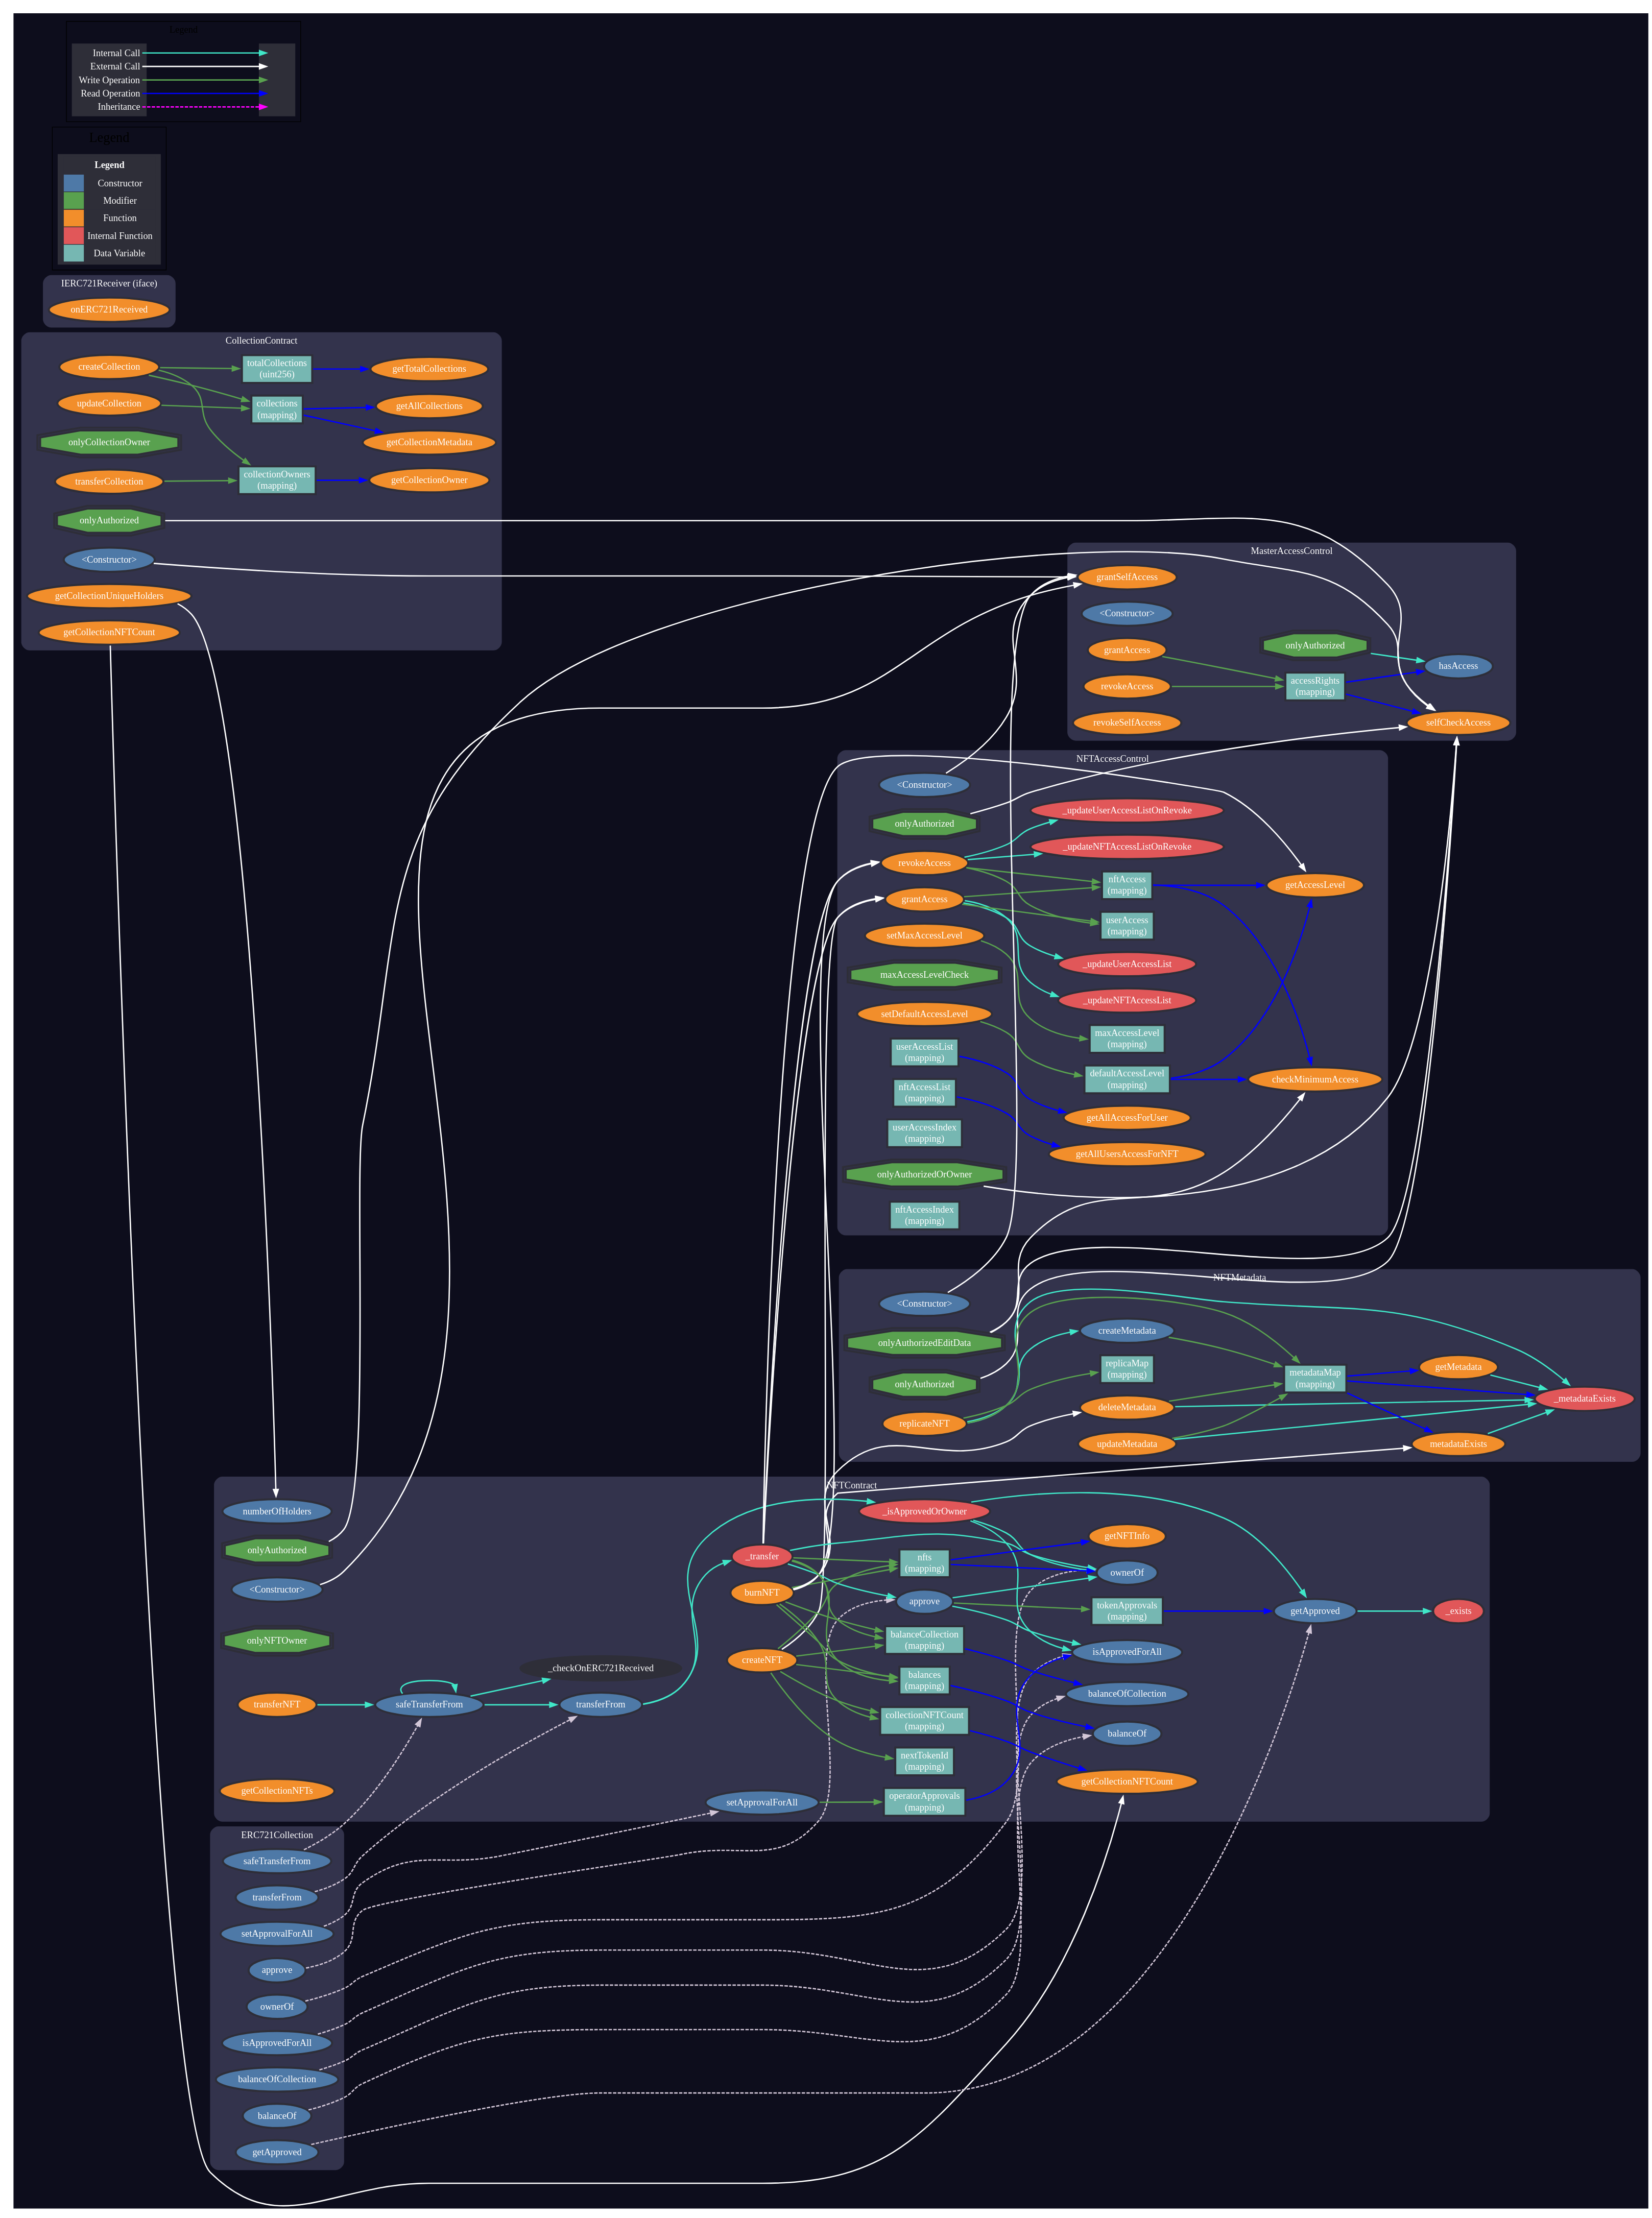 Legend
Internal Call
External Call
Write Operation
Read Operation
Inheritance
Legend
Legend
Constructor
Modifier
Function
Internal Function
Data Variable
IERC721Receiver (iface)
onERC721Received
CollectionContract
createCollection
totalCollections
(uint256)
getTotalCollections
updateCollection
collections
(mapping)
getAllCollections
onlyCollectionOwner
getCollectionMetadata
transferCollection
collectionOwners
(mapping)
getCollectionOwner
onlyAuthorized
<Constructor>
getCollectionUniqueHolders
getCollectionNFTCount
MasterAccessControl
grantSelfAccess
<Constructor>
grantAccess
onlyAuthorized
hasAccess
revokeAccess
accessRights
(mapping)
revokeSelfAccess
selfCheckAccess
NFTAccessControl
<Constructor>
onlyAuthorized
_updateUserAccessListOnRevoke
_updateNFTAccessListOnRevoke
revokeAccess
nftAccess
(mapping)
getAccessLevel
grantAccess
userAccess
(mapping)
setMaxAccessLevel
_updateUserAccessList
maxAccessLevelCheck
_updateNFTAccessList
setDefaultAccessLevel
maxAccessLevel
(mapping)
userAccessList
(mapping)
defaultAccessLevel
(mapping)
checkMinimumAccess
nftAccessList
(mapping)
getAllAccessForUser
userAccessIndex
(mapping)
getAllUsersAccessForNFT
onlyAuthorizedOrOwner
nftAccessIndex
(mapping)
NFTMetadata
<Constructor>
createMetadata
onlyAuthorizedEditData
replicaMap
(mapping)
metadataMap
(mapping)
getMetadata
onlyAuthorized
_metadataExists
deleteMetadata
replicateNFT
updateMetadata
metadataExists
NFTContract
numberOfHolders
_isApprovedOrOwner
getNFTInfo
onlyAuthorized
_transfer
nfts
(mapping)
ownerOf
<Constructor>
burnNFT
approve
tokenApprovals
(mapping)
getApproved
_exists
onlyNFTOwner
balanceCollection
(mapping)
isApprovedForAll
_checkOnERC721Received
createNFT
balances
(mapping)
balanceOfCollection
transferNFT
safeTransferFrom
transferFrom
collectionNFTCount
(mapping)
balanceOf
nextTokenId
(mapping)
getCollectionNFTCount
getCollectionNFTs
setApprovalForAll
operatorApprovals
(mapping)
ERC721Collection
safeTransferFrom
transferFrom
setApprovalForAll
approve
ownerOf
isApprovedForAll
balanceOfCollection
balanceOf
getApproved